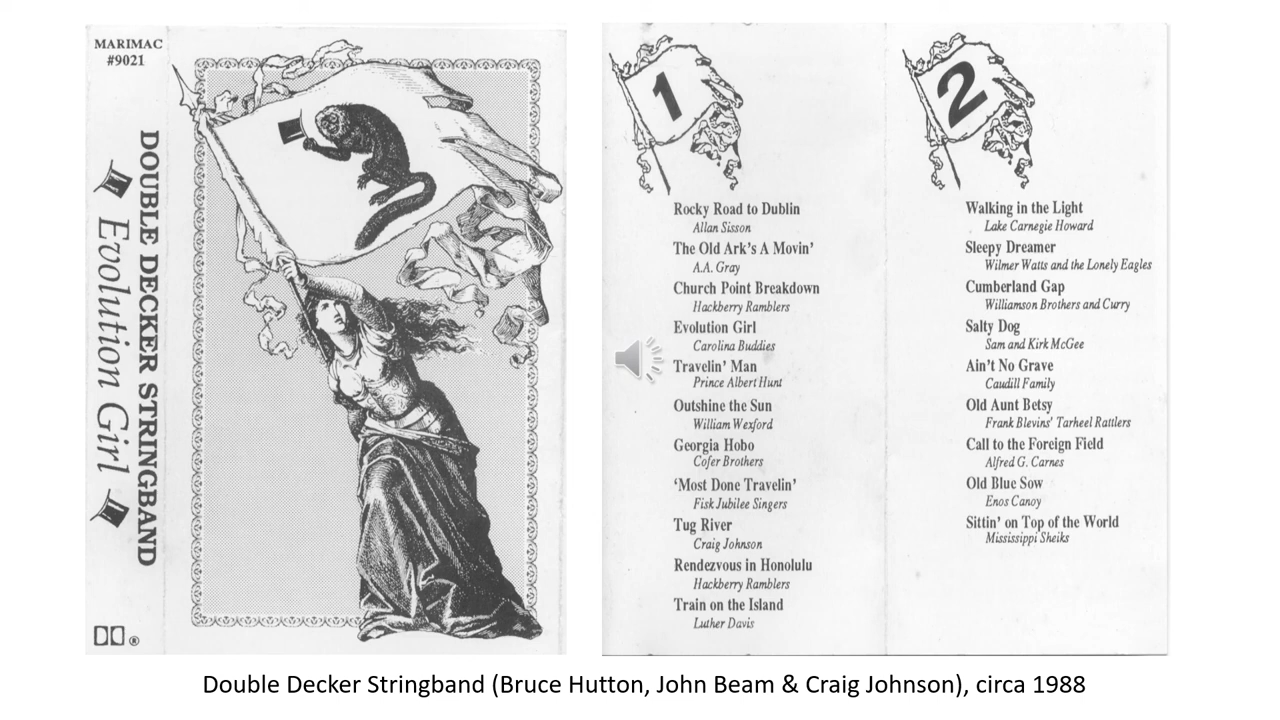 MARIMAC
#9021
DOUBLE DECKER STRINGBAND
Evolution Girl
®
1
Rocky Road to Dublin
Allan Sisson
The Old Ark's A Movin'
A.A. Gray
Church Point Breakdown
Hackberry Ramblers
Evolution Girl
Carolina Buddies
Travelin' Man
Prince Albert Hunt
Outshine the Sun
William Wexford
Georgia Hobo
Cofer Brothers
'Most Done Travelin'
Fisk Jubilee Singers
Tug River
Craig Johnson
Rendezvous in Honolulu
Hackberry Ramblers
Train on the Island
Luther Davis
2
Walking in the Light
Lake Carnegie Howard
Sleepy Dreamer
Wilmer Watts and the Lonely Eagles
Cumberland Gap
Williamson Brothers and Curry
Salty Dog
Sam and Kirk McGee
Ain't No Grave
Caudill Family
Old Aunt Betsy
Frank Blevins' Tarheel Rattlers
Call to the Foreign Field
Alfred G. Carnes
Old Blue Sow
Enos Canoy
Sittin' on Top of the World
Mississippi Sheiks
Double Decker Stringband (Bruce Hutton, John Beam & Craig Johnson), circa 1988